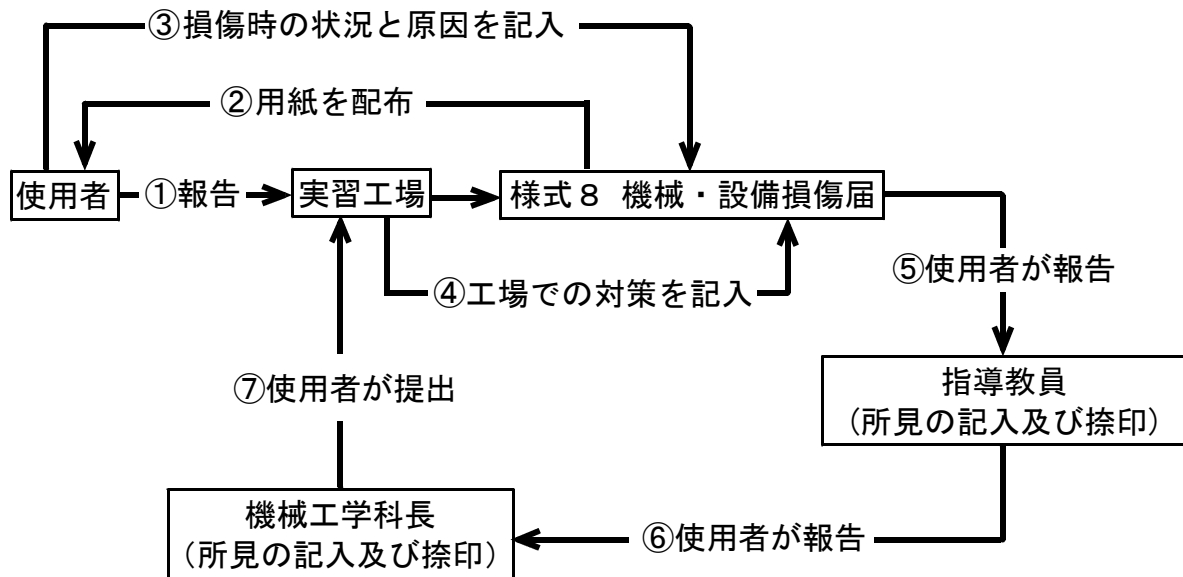 ③損傷時の状況と原因を記入
②用紙を配布
使用者
①報告
実習工場
様式８ 機械・設備損傷届
④工場での対策を記入
⑤使用者が報告
指導教員
（所見の記入及び捺印）
⑥使用者が報告
機械工学科長
（所見の記入及び捺印）
⑦使用者が提出